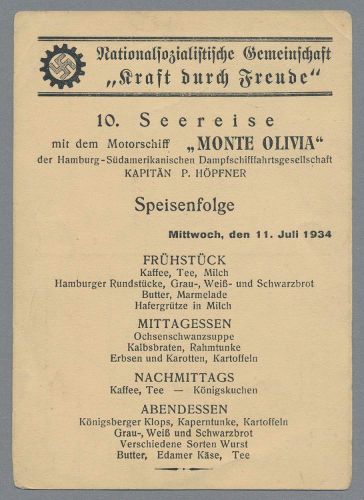 Nationalsozialistische Gemeinschaft
„Kraft durch Freude"
10. Seereise
mit dem Motorschiff „MONTE OLIVIA"
der Hamburg-Südamerikanischen Dampfschifffahrtsgesellschaft
KAPITÄN P. HÖPFNER
Speisenfolge
Mittwoch, den 11. Juli 1934
FRÜHSTÜCK
Kaffee, Tee, Milch
Hamburger Rundstücke, Grau-, Weiß- und Schwarzbrot
Butter, Marmelade
Hafergrütze in Milch
MITTAGESSEN
Ochsenschwanzsuppe
Kalbsbraten, Rahmtunke
Erbsen und Karotten, Kartoffeln
NACHMITTAGS
Kaffee, Tee — Königskuchen
ABENDESSEN
Königsberger Klops, Kaperntunke, Kartoffeln
Grau-, Weiß und Schwarzbrot
Verschiedene Sorten Wurst
Butter, Edamer Käse, Tee